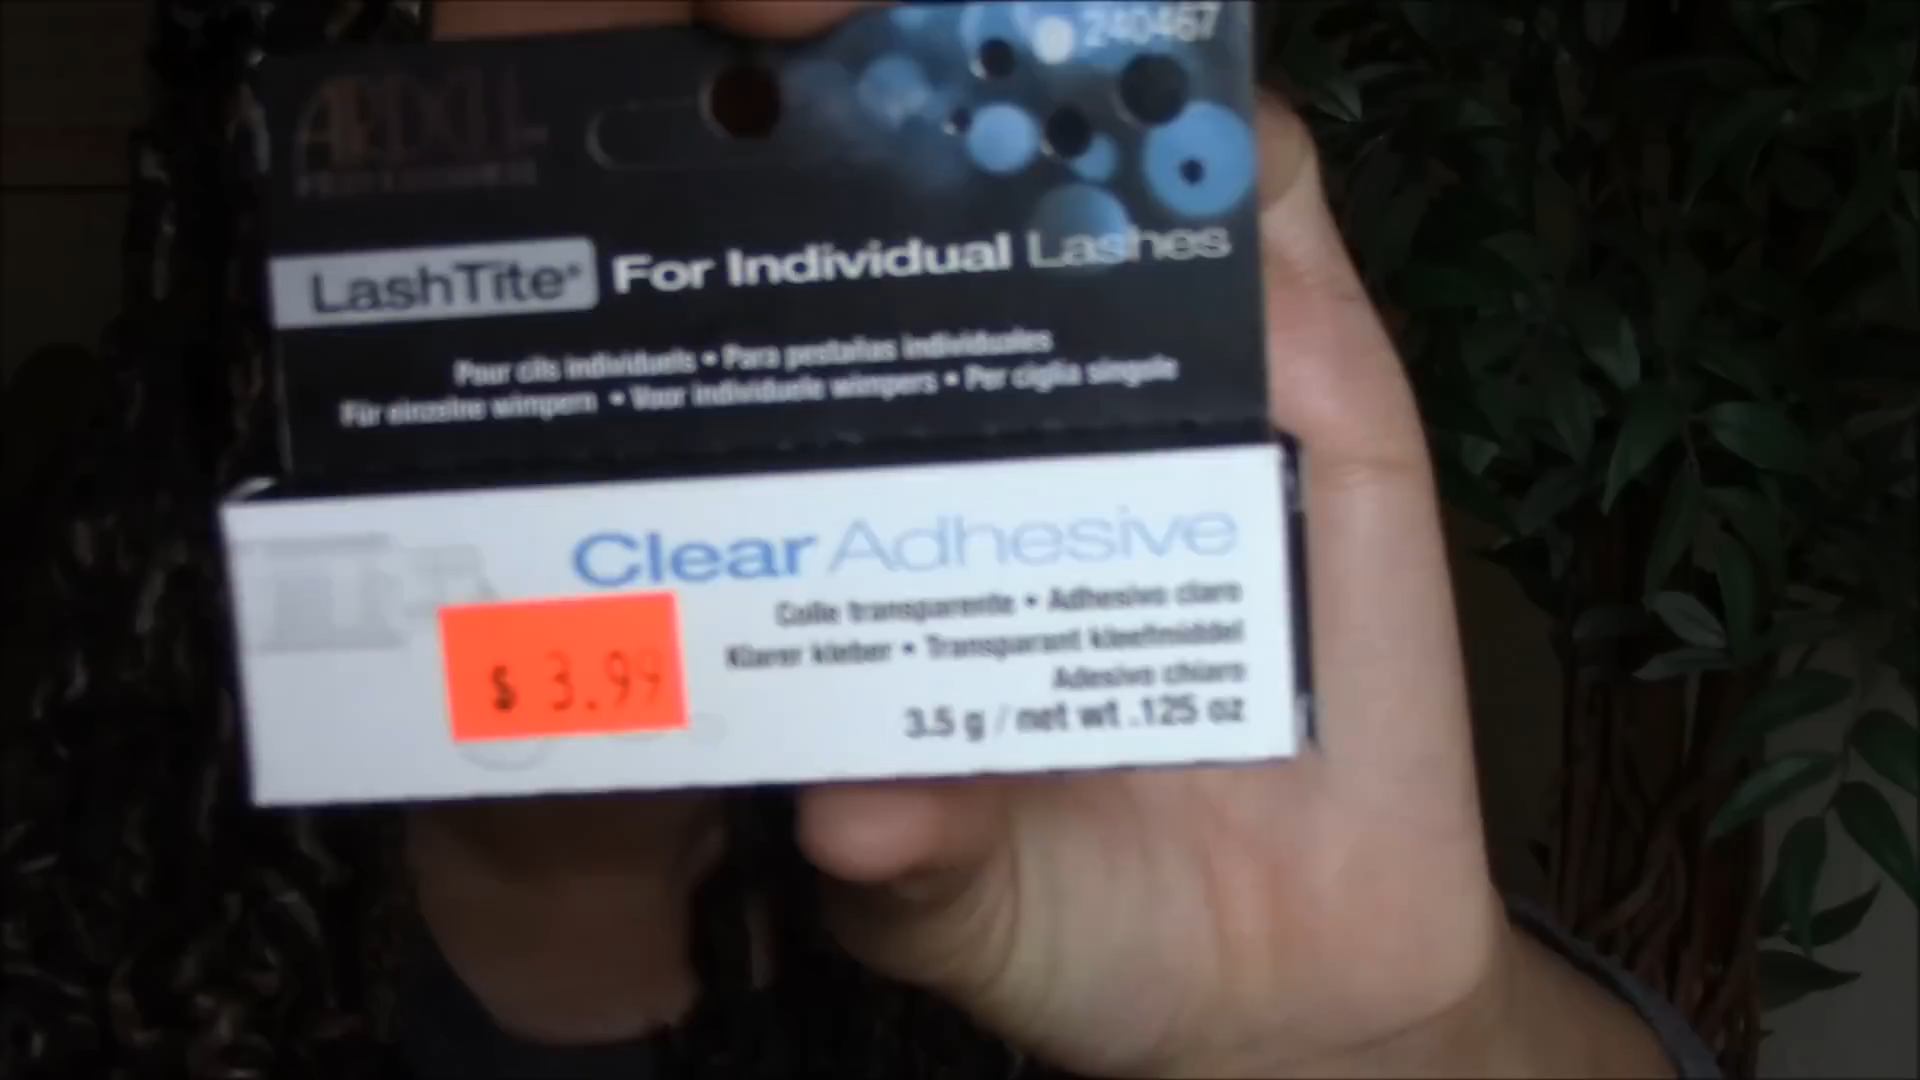 240467
ARDELL
PROFESSIONAL
LashTite® For Individual Lashes
Pour cils individuels • Para pestañas individuales
Für einzelne wimpern • Voor individuele wimpers • Per ciglia singole
Clear Adhesive
Colle transparente • Adhesivo claro
Klarer kleber • Transparant kleefmiddel
Adesivo chiaro
3.5 g / net wt .125 oz
$ 3.99